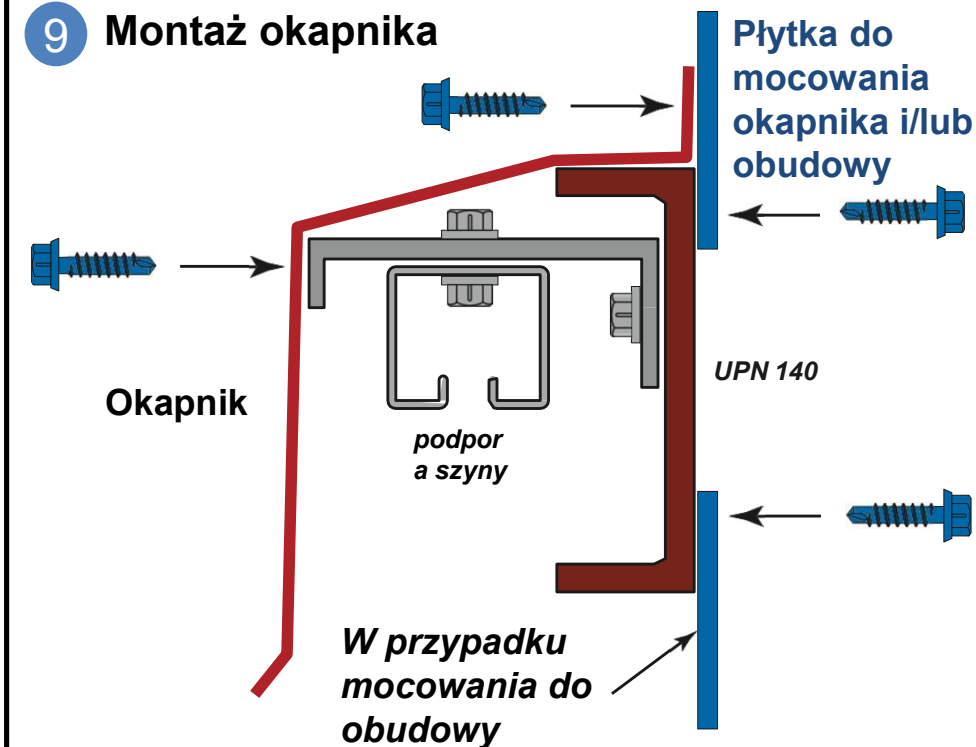 9 Montaż okapnika
Płytka do
mocowania
okapnika i/lub
obudowy
UPN 140
Okapnik
podpor
a szyny
W przypadku
mocowania do
obudowy